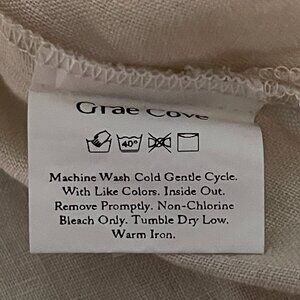 Grae Cove
40°
Machine Wash Cold Gentle Cycle.
With Like Colors. Inside Out.
Remove Promptly. Non-Chlorine
Bleach Only. Tumble Dry Low.
Warm Iron.